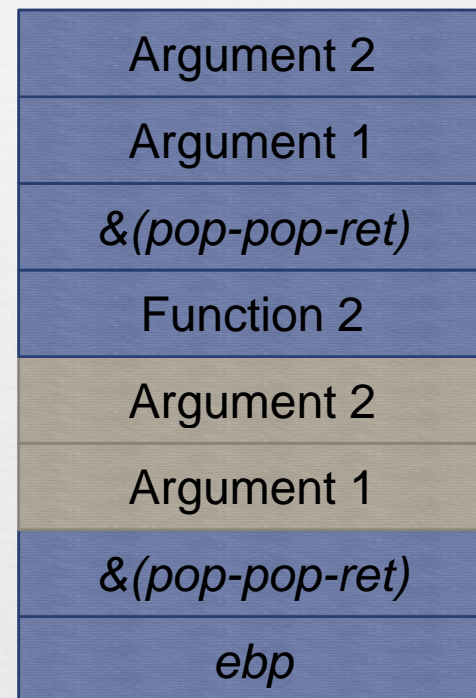 Argument 2
Argument 1
&(pop-pop-ret)
Function 2
Argument 2
Argument 1
&(pop-pop-ret)
ebp